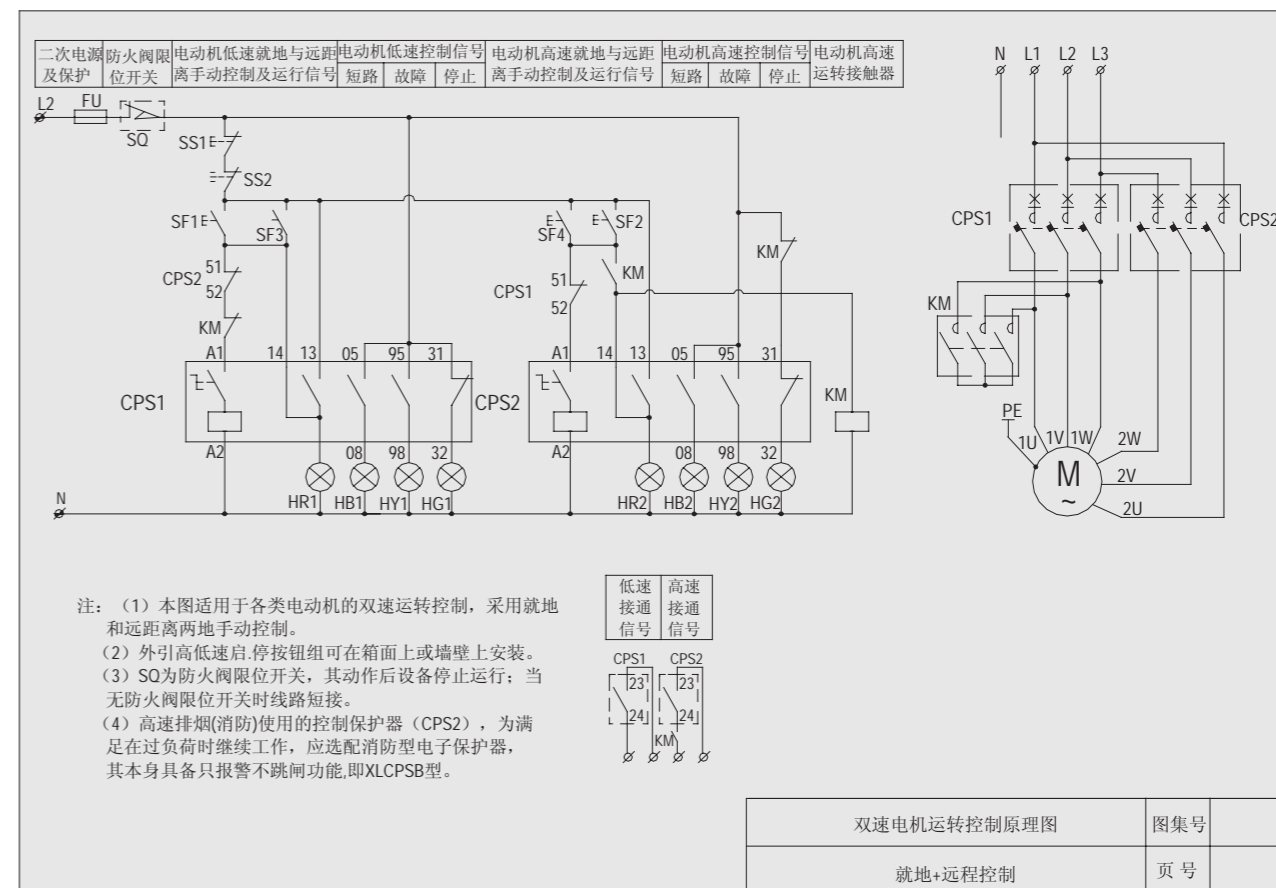 二次电源及保护
防火阀限位开关
电动机低速就地与远距离手动控制及运行信号
电动机低速控制信号
短路 故障 停止
电动机高速就地与远距离手动控制及运行信号
电动机高速控制信号
短路 故障 停止
电动机高速运转接触器
L2 FU
SQ
SS1
SS2
SF1 SF3 SF4 SF2
CPS2 51
52
KM
CPS1 51
52
KM
KM
A1 14 13 05 95 31
CPS1
A2 08 98 32
HR1 HB1 HY1 HG1
A1 14 13 05 95 31
CPS2
A2 08 98 32
HR2 HB2 HY2 HG2
KM
N
N L1 L2 L3
CPS1 CPS2
KM
PE
1U 1V 1W 2W
2V
2U
M
~
注：（1）本图适用于各类电动机的双速运转控制，采用就地
和远距离两地手动控制。
（2）外引高低速启.停按钮组可在箱面上或墙壁上安装。
（3）SQ为防火阀限位开关，其动作后设备停止运行；当
无防火阀限位开关时线路短接。
（4）高速排烟(消防)使用的控制保护器（CPS2），为满
足在过负荷时继续工作，应选配消防型电子保护器，
其本身具备只报警不跳闸功能,即XLCPSB型。
低速 高速
接通 接通
信号 信号
CPS1 CPS2
23 23
24 24
KM
双速电机运转控制原理图 图集号
就地+远程控制 页 号